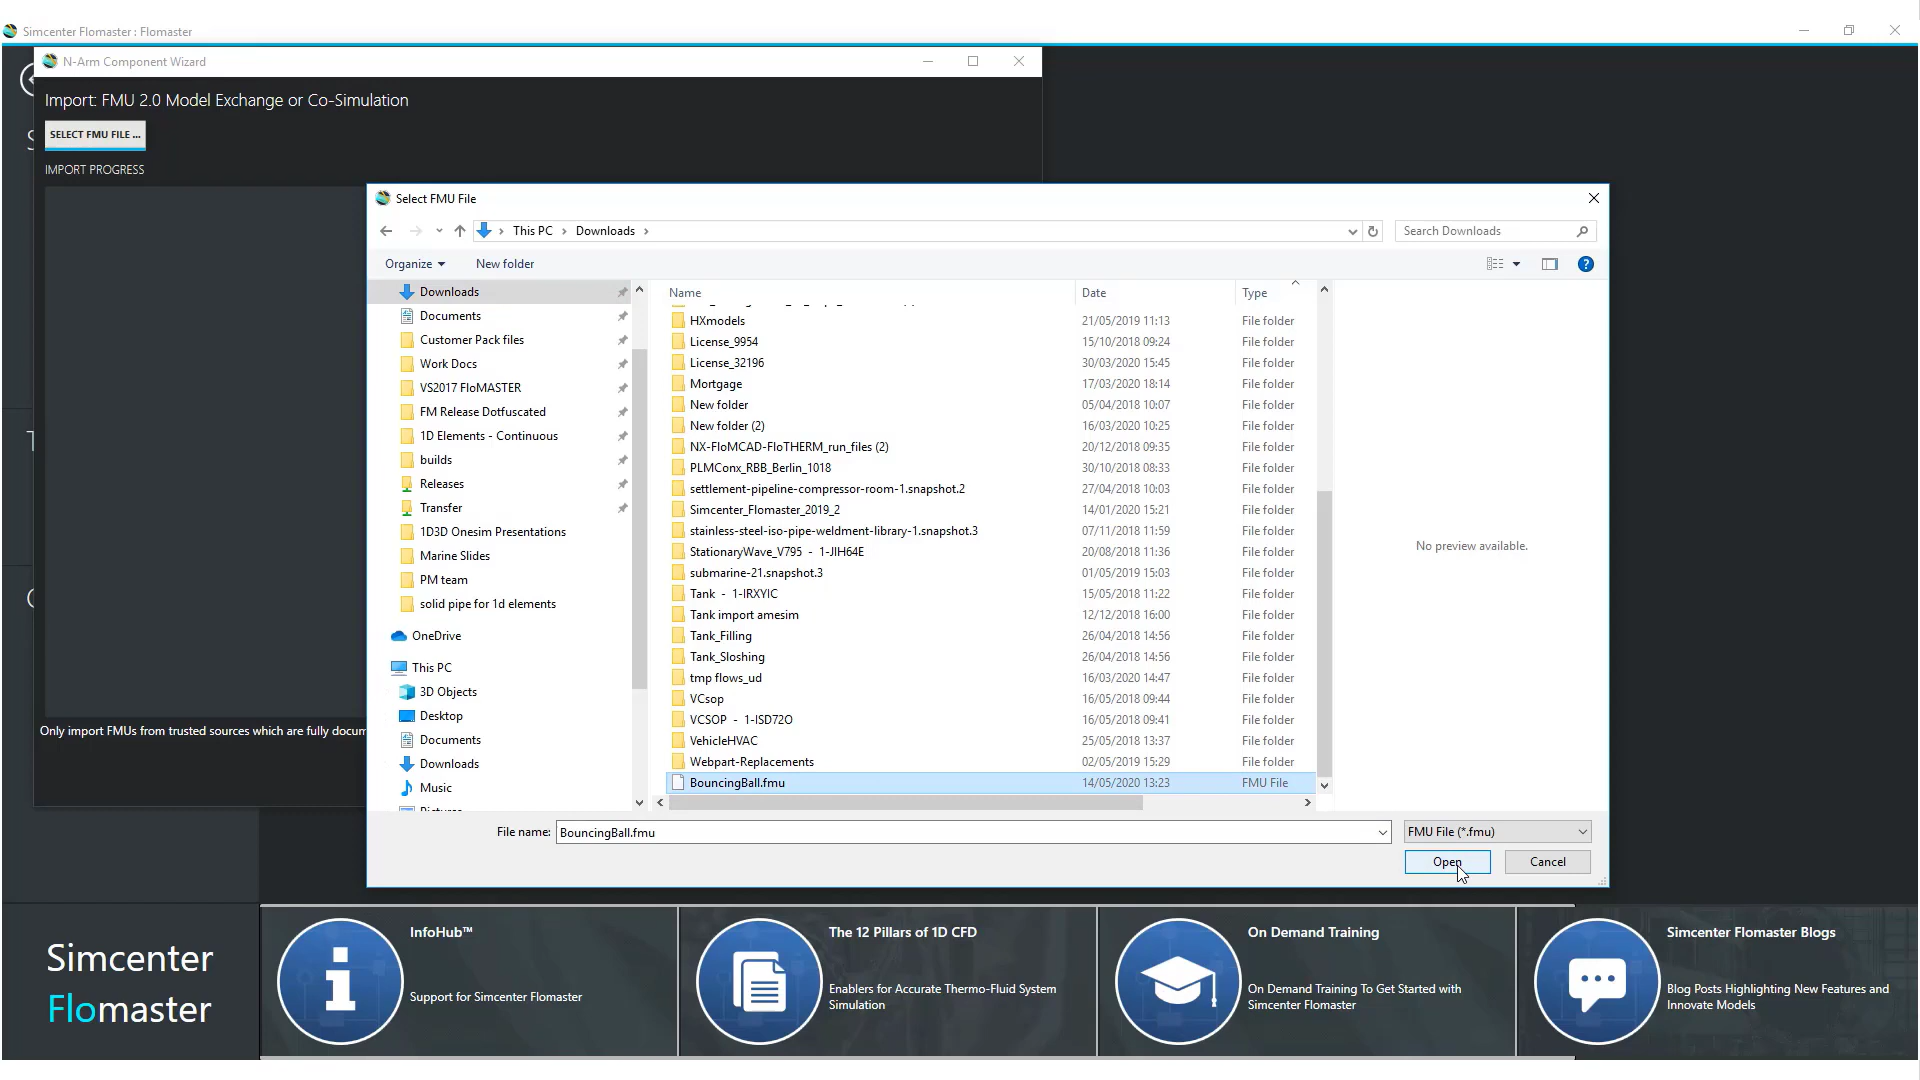 Simcenter Flomaster : Flomaster
N-Arm Component Wizard
Import: FMU 2.0 Model Exchange or Co-Simulation
SELECT FMU FILE ...
IMPORT PROGRESS
Only import FMUs from trusted sources which are fully docum
Select FMU File
This PC > Downloads >
Search Downloads
Organize
New folder
Downloads
Documents
Customer Pack files
Work Docs
VS2017 FloMASTER
FM Release Dotfuscated
1D Elements - Continuous
builds
Releases
Transfer
1D3D Onesim Presentations
Marine Slides
PM team
solid pipe for 1d elements
OneDrive
This PC
3D Objects
Desktop
Documents
Downloads
Music
Name Date Type
HXmodels 21/05/2019 11:13 File folder
License_9954 15/10/2018 09:24 File folder
License_32196 30/03/2020 15:45 File folder
Mortgage 17/03/2020 18:14 File folder
New folder 05/04/2018 10:07 File folder
New folder (2) 16/03/2020 10:25 File folder
NX-FloMCAD-FloTHERM_run_files (2) 20/12/2018 09:35 File folder
PLMConx_RBB_Berlin_1018 30/10/2018 08:33 File folder
settlement-pipeline-compressor-room-1.snapshot.2 27/04/2018 10:03 File folder
Simcenter_Flomaster_2019_2 14/01/2020 15:21 File folder
stainless-steel-iso-pipe-weldment-library-1.snapshot.3 07/11/2018 11:59 File folder
StationaryWave_V795 - 1-JIH64E 20/08/2018 11:36 File folder
submarine-21.snapshot.3 01/05/2019 15:03 File folder
Tank - 1-IRXYIC 15/05/2018 11:22 File folder
Tank import amesim 12/12/2018 16:00 File folder
Tank_Filling 26/04/2018 14:56 File folder
Tank_Sloshing 26/04/2018 14:56 File folder
tmp flows_ud 16/03/2020 14:47 File folder
VCsop 16/05/2018 09:44 File folder
VCSOP - 1-ISD72O 16/05/2018 09:41 File folder
VehicleHVAC 25/05/2018 13:37 File folder
Webpart-Replacements 02/05/2019 15:29 File folder
BouncingBall.fmu 14/05/2020 13:23 FMU File
No preview available.
File name: BouncingBall.fmu
FMU File (*.fmu)
Open
Cancel
Simcenter
Flomaster
InfoHub™
Support for Simcenter Flomaster
The 12 Pillars of 1D CFD
Enablers for Accurate Thermo-Fluid System
Simulation
On Demand Training
On Demand Training To Get Started with
Simcenter Flomaster
Simcenter Flomaster Blogs
Blog Posts Highlighting New Features and
Innovate Models